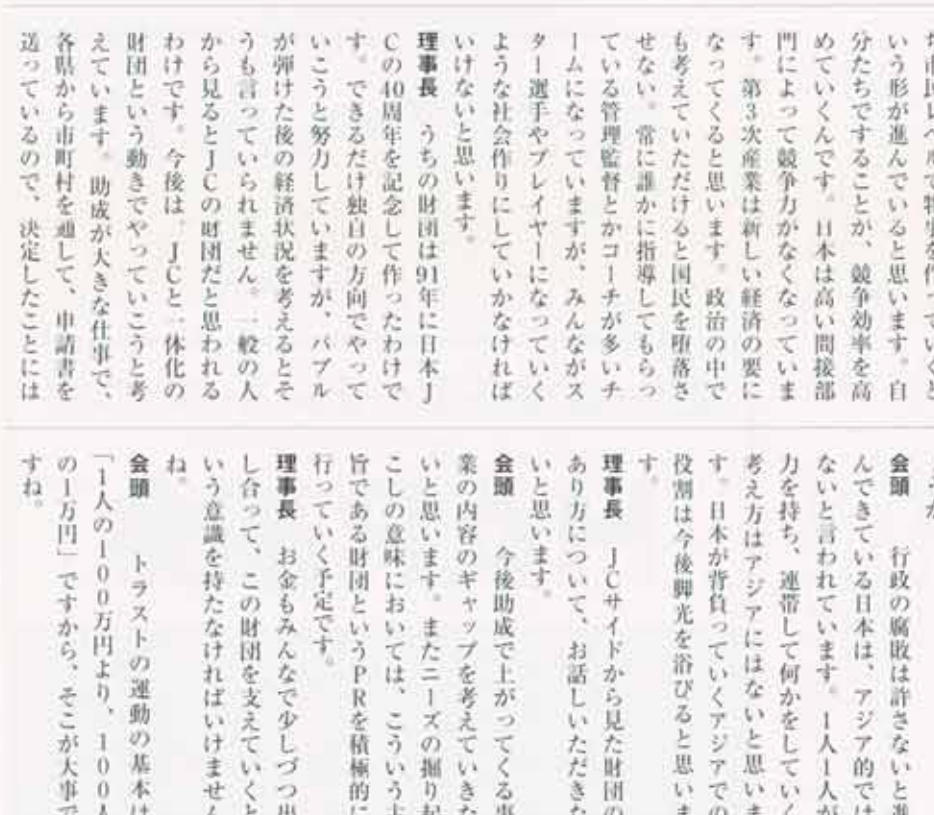 ち市民レベルで物事を作っていくと
いう形が進んでいると思います。自
分たちですることが、競争効率を高
めていくんです。日本は高い間接部
門によって競争力がなくなっていま
す。第3次産業は新しい経済の要に
なってくると思います。政治の中で
も考えていただけると国民を堕落さ
せない。常に誰かに指導してもらっ
ている管理監督とかコーチが多いチ
ームになっていますが、みんながス
ター選手やプレイヤーになっていく
ような社会作りにしていかなければ
いけないと思います。
理事長 うちの財団は91年に日本J
Cの40周年を記念して作ったわけで
す。できるだけ独自の方向でやって
いこうと努力していますが、バブル
が弾けた後の経済状況を考えるとそ
うも言っていられません。一般の人
から見るとJCの財団だと思われる
わけです。今後は、JCと一体化の
財団という動きでやっていこうと考
えています。助成が大きな仕事で、
各県から市町村を通して、申請書を
送っているので、決定したことには
会頭 行政の腐敗は許さないと進
んできている日本は、アジア的では
ないと言われています。1人1人が
力を持ち、連帯して何かをしていく
考え方はアジアにはないと思いま
す。日本が背負っていくアジアでの
役割は今後脚光を浴びると思いま
す。
理事長 JCサイドから見た財団の
あり方について、お話しいただきた
いと思います。
会頭 今後助成で上がってくる事
業の内容のギャップを考えていきた
いと思います。またニーズの掘り起
こしの意味においては、こういう主
旨である財団というPRを積極的に
行っていく予定です。
理事長 お金もみんなで少しづつ出
し合って、この財団を支えていくと
いう意識を持たなければいけません
ね。
会頭 トラストの運動の基本は
「1人の100万円より、100人
の1万円」ですから、そこが大事で
すね。